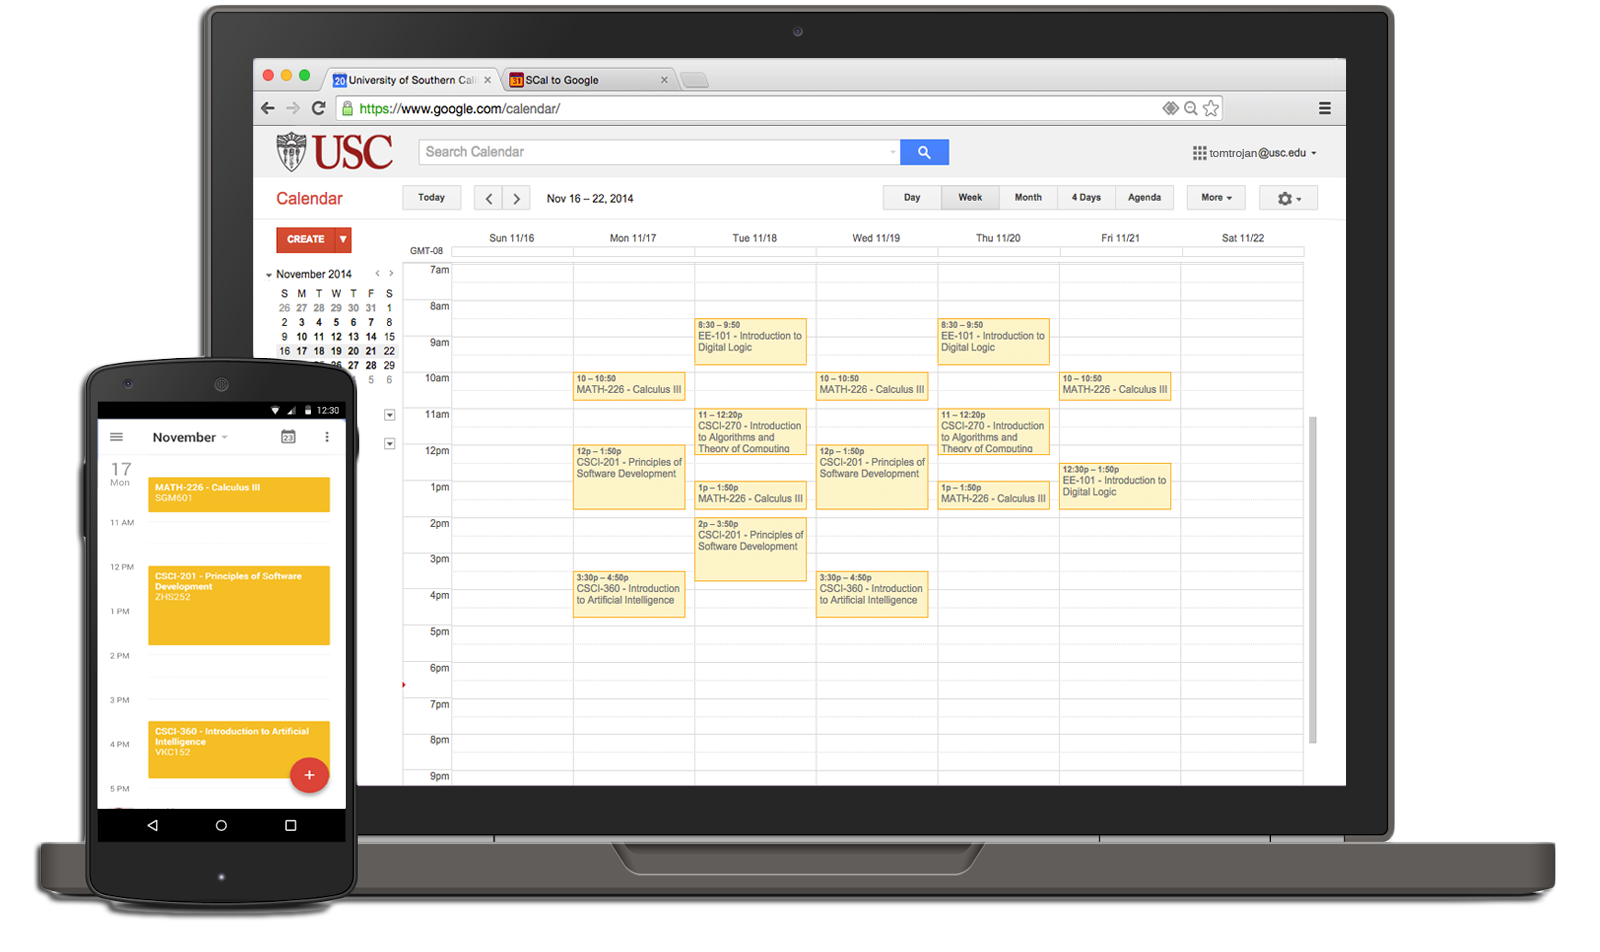 University of Southern Cali
SCal to Google
https://www.google.com/calendar/
USC
Search Calendar
tomtrojan@usc.edu
Calendar
Today
Nov 16 – 22, 2014
Day
Week
Month
4 Days
Agenda
More
CREATE
November 2014
S M T W T F S
26 27 28 29 30 31 1
2 3 4 5 6 7 8
9 10 11 12 13 14 15
16 17 18 19 20 21 22
26 27 28 29
5 6
GMT-08
Sun 11/16
Mon 11/17
Tue 11/18
Wed 11/19
Thu 11/20
Fri 11/21
Sat 11/22
7am
8am
9am
10am
11am
12pm
1pm
2pm
3pm
4pm
5pm
6pm
7pm
8pm
9pm
10 – 10:50
MATH-226 - Calculus III
12p – 1:50p
CSCI-201 - Principles of
Software Development
3:30p – 4:50p
CSCI-360 - Introduction
to Artificial Intelligence
8:30 – 9:50
EE-101 - Introduction to
Digital Logic
11 – 12:20p
CSCI-270 - Introduction
to Algorithms and
Theory of Computing
1p – 1:50p
MATH-226 - Calculus III
2p – 3:50p
CSCI-201 - Principles of
Software Development
10 – 10:50
MATH-226 - Calculus III
12p – 1:50p
CSCI-201 - Principles of
Software Development
3:30p – 4:50p
CSCI-360 - Introduction
to Artificial Intelligence
8:30 – 9:50
EE-101 - Introduction to
Digital Logic
11 – 12:20p
CSCI-270 - Introduction
to Algorithms and
Theory of Computing
1p – 1:50p
MATH-226 - Calculus III
10 – 10:50
MATH-226 - Calculus III
12:30p – 1:50p
EE-101 - Introduction to
Digital Logic
12:30
November
23
17
Mon
MATH-226 - Calculus III
SGM601
11 AM
12 PM
CSCI-201 - Principles of Software
Development
ZHS252
1 PM
2 PM
3 PM
CSCI-360 - Introduction to Artificial
Intelligence
VKC152
4 PM
5 PM